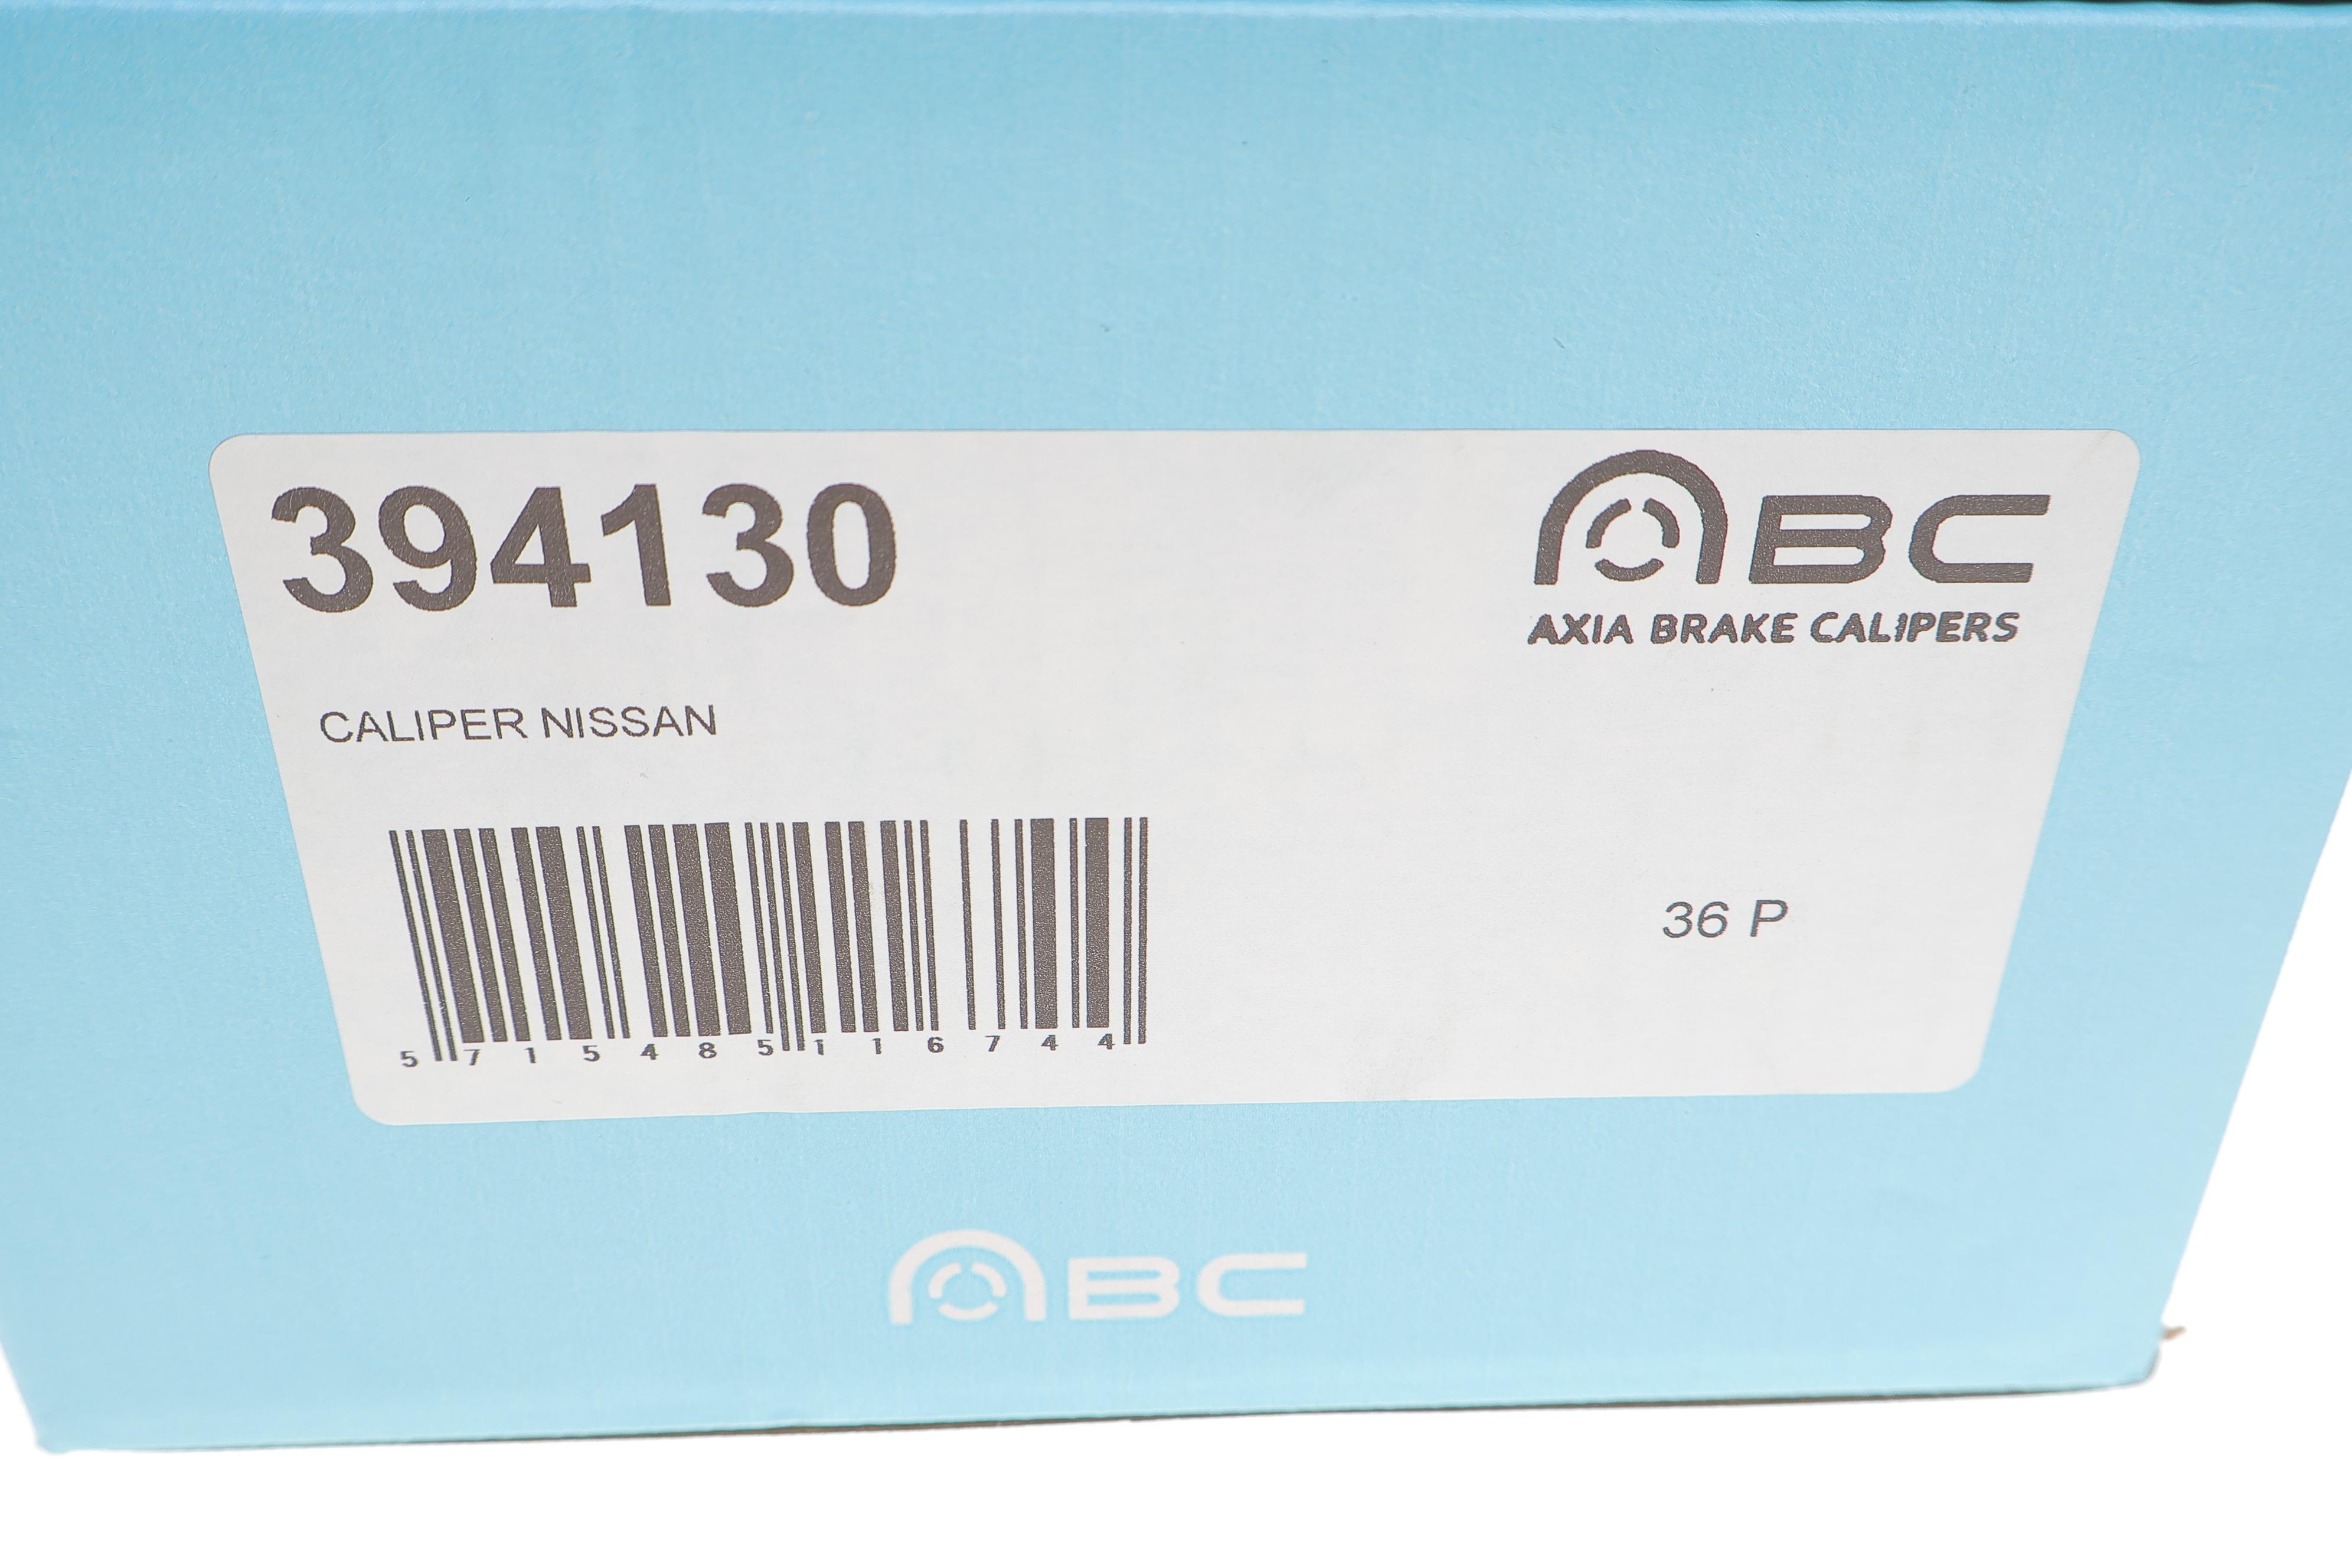 394130
ABC
AXIA BRAKE CALIPERS
CALIPER NISSAN
36 P
5 715485 116744
ABC